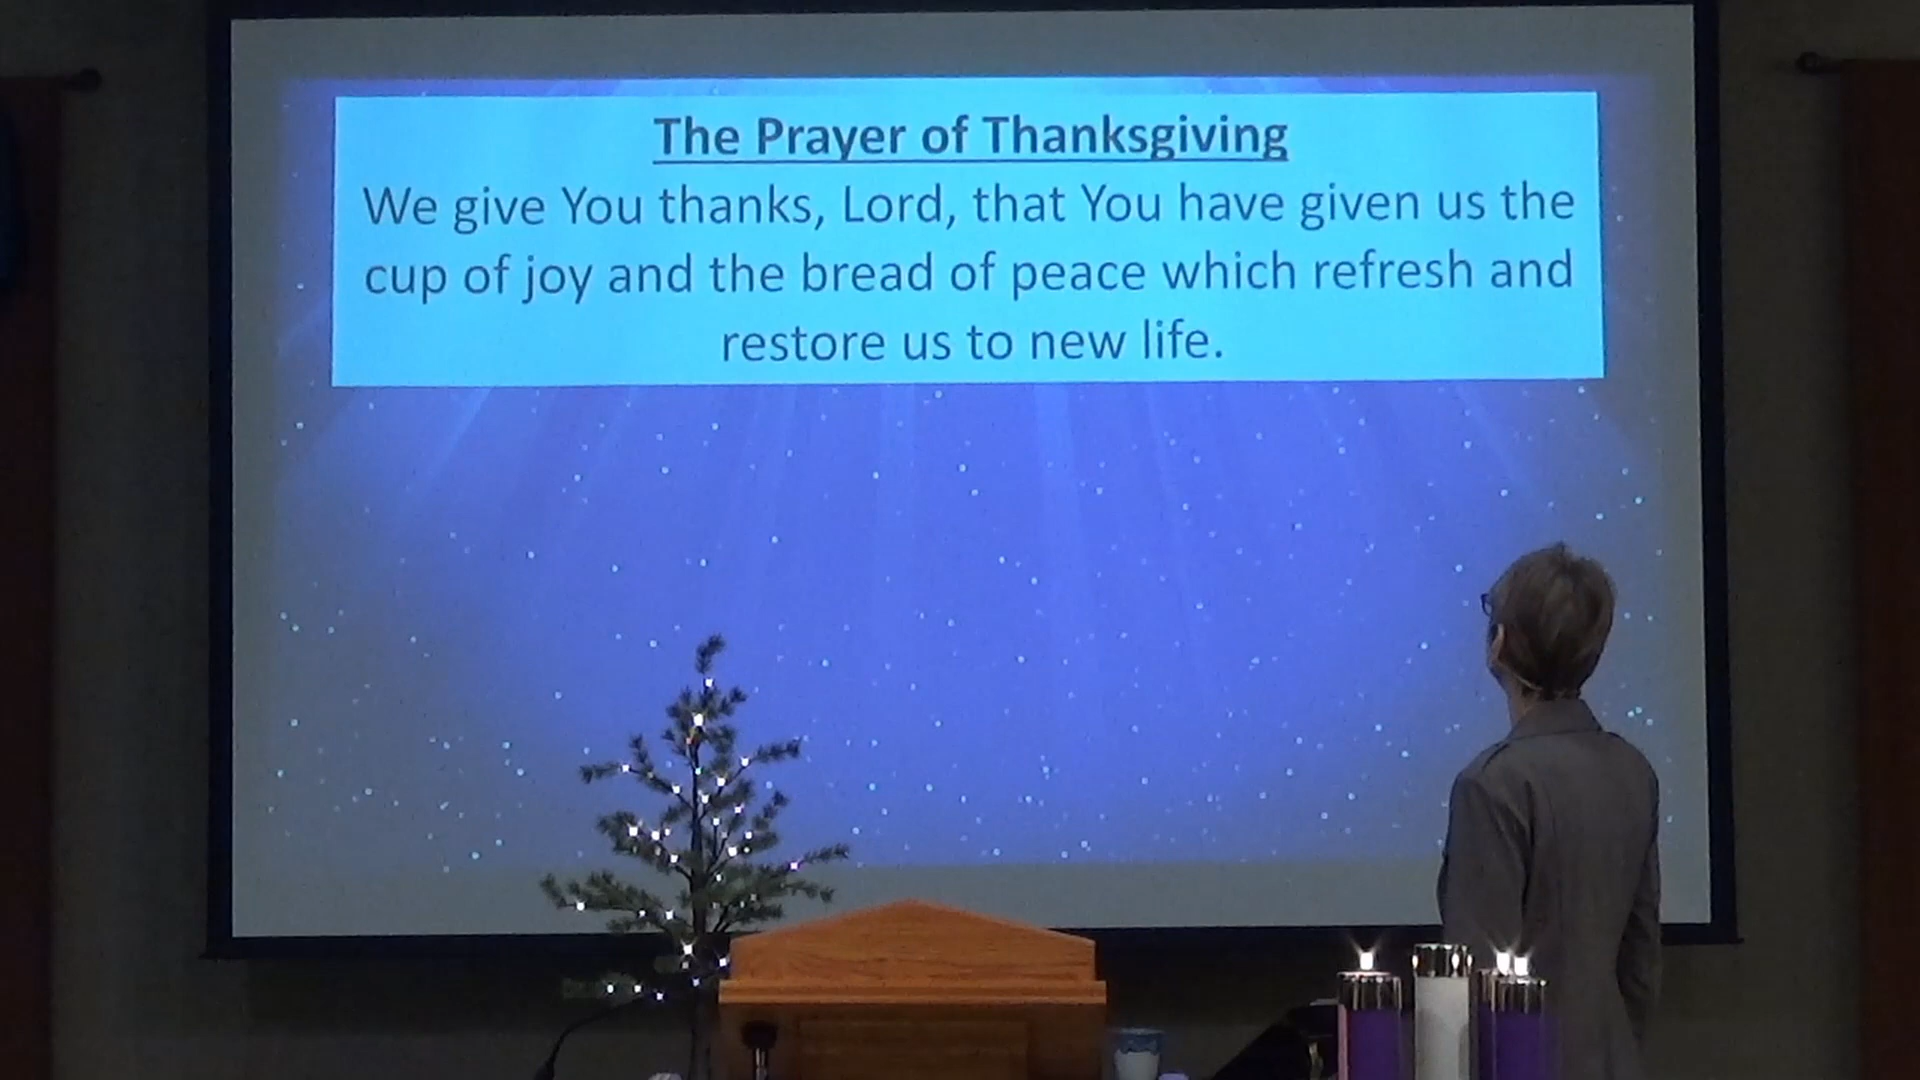 The Prayer of Thanksgiving
We give You thanks, Lord, that You have given us the
cup of joy and the bread of peace which refresh and
restore us to new life.